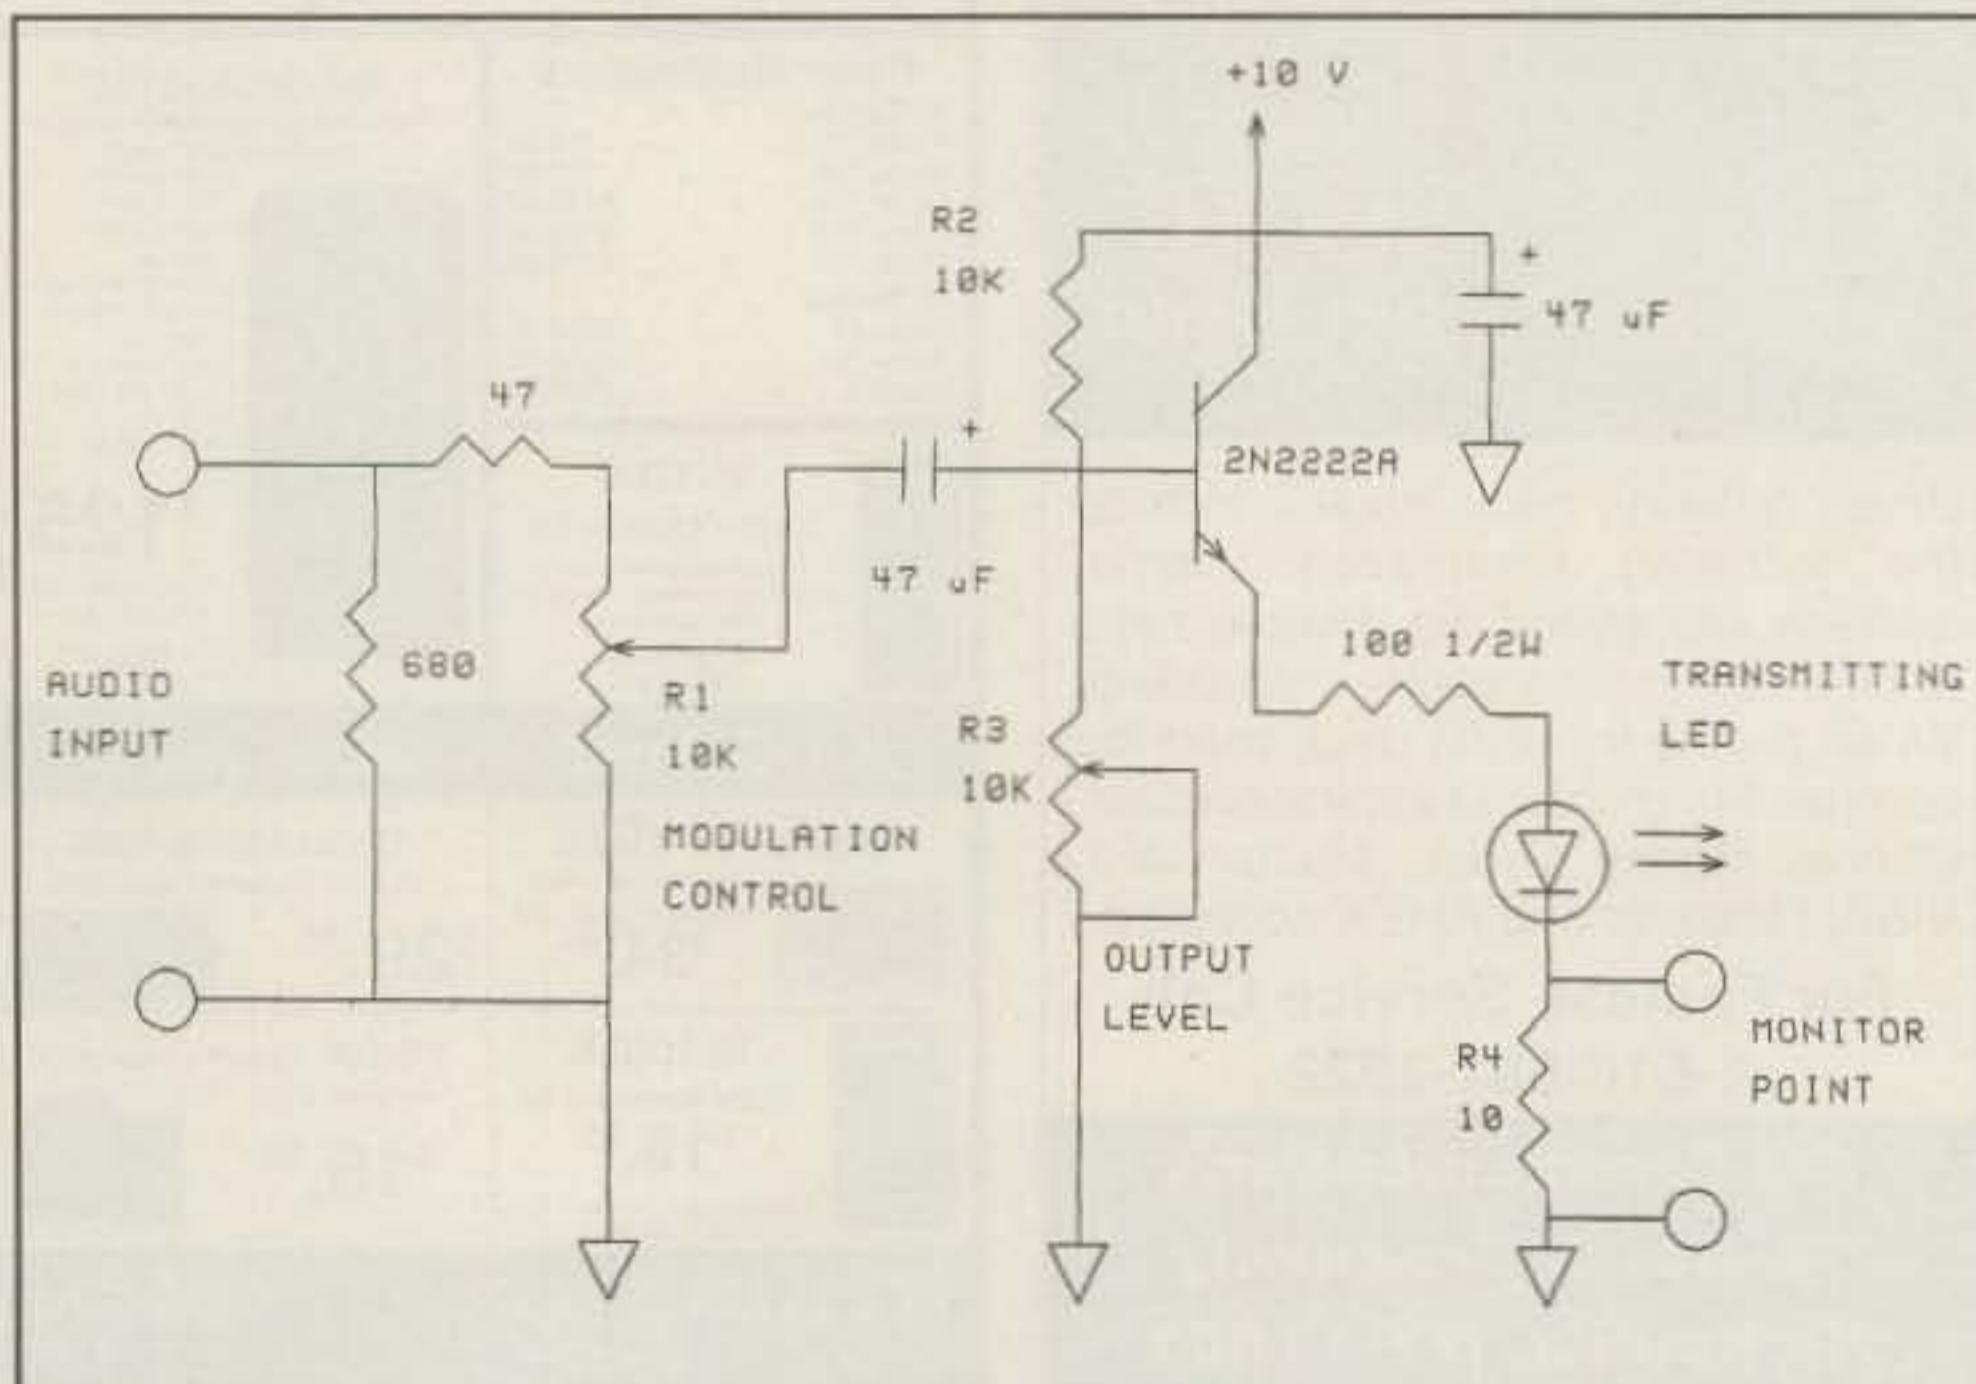 +10 V
R2
10K
+
47 uF
47
+
2N2222A
47 uF
100 1/2W
680
AUDIO
INPUT
R1
10K
MODULATION
CONTROL
R3
10K
OUTPUT
LEVEL
TRANSMITTING
LED
R4
10
MONITOR
POINT